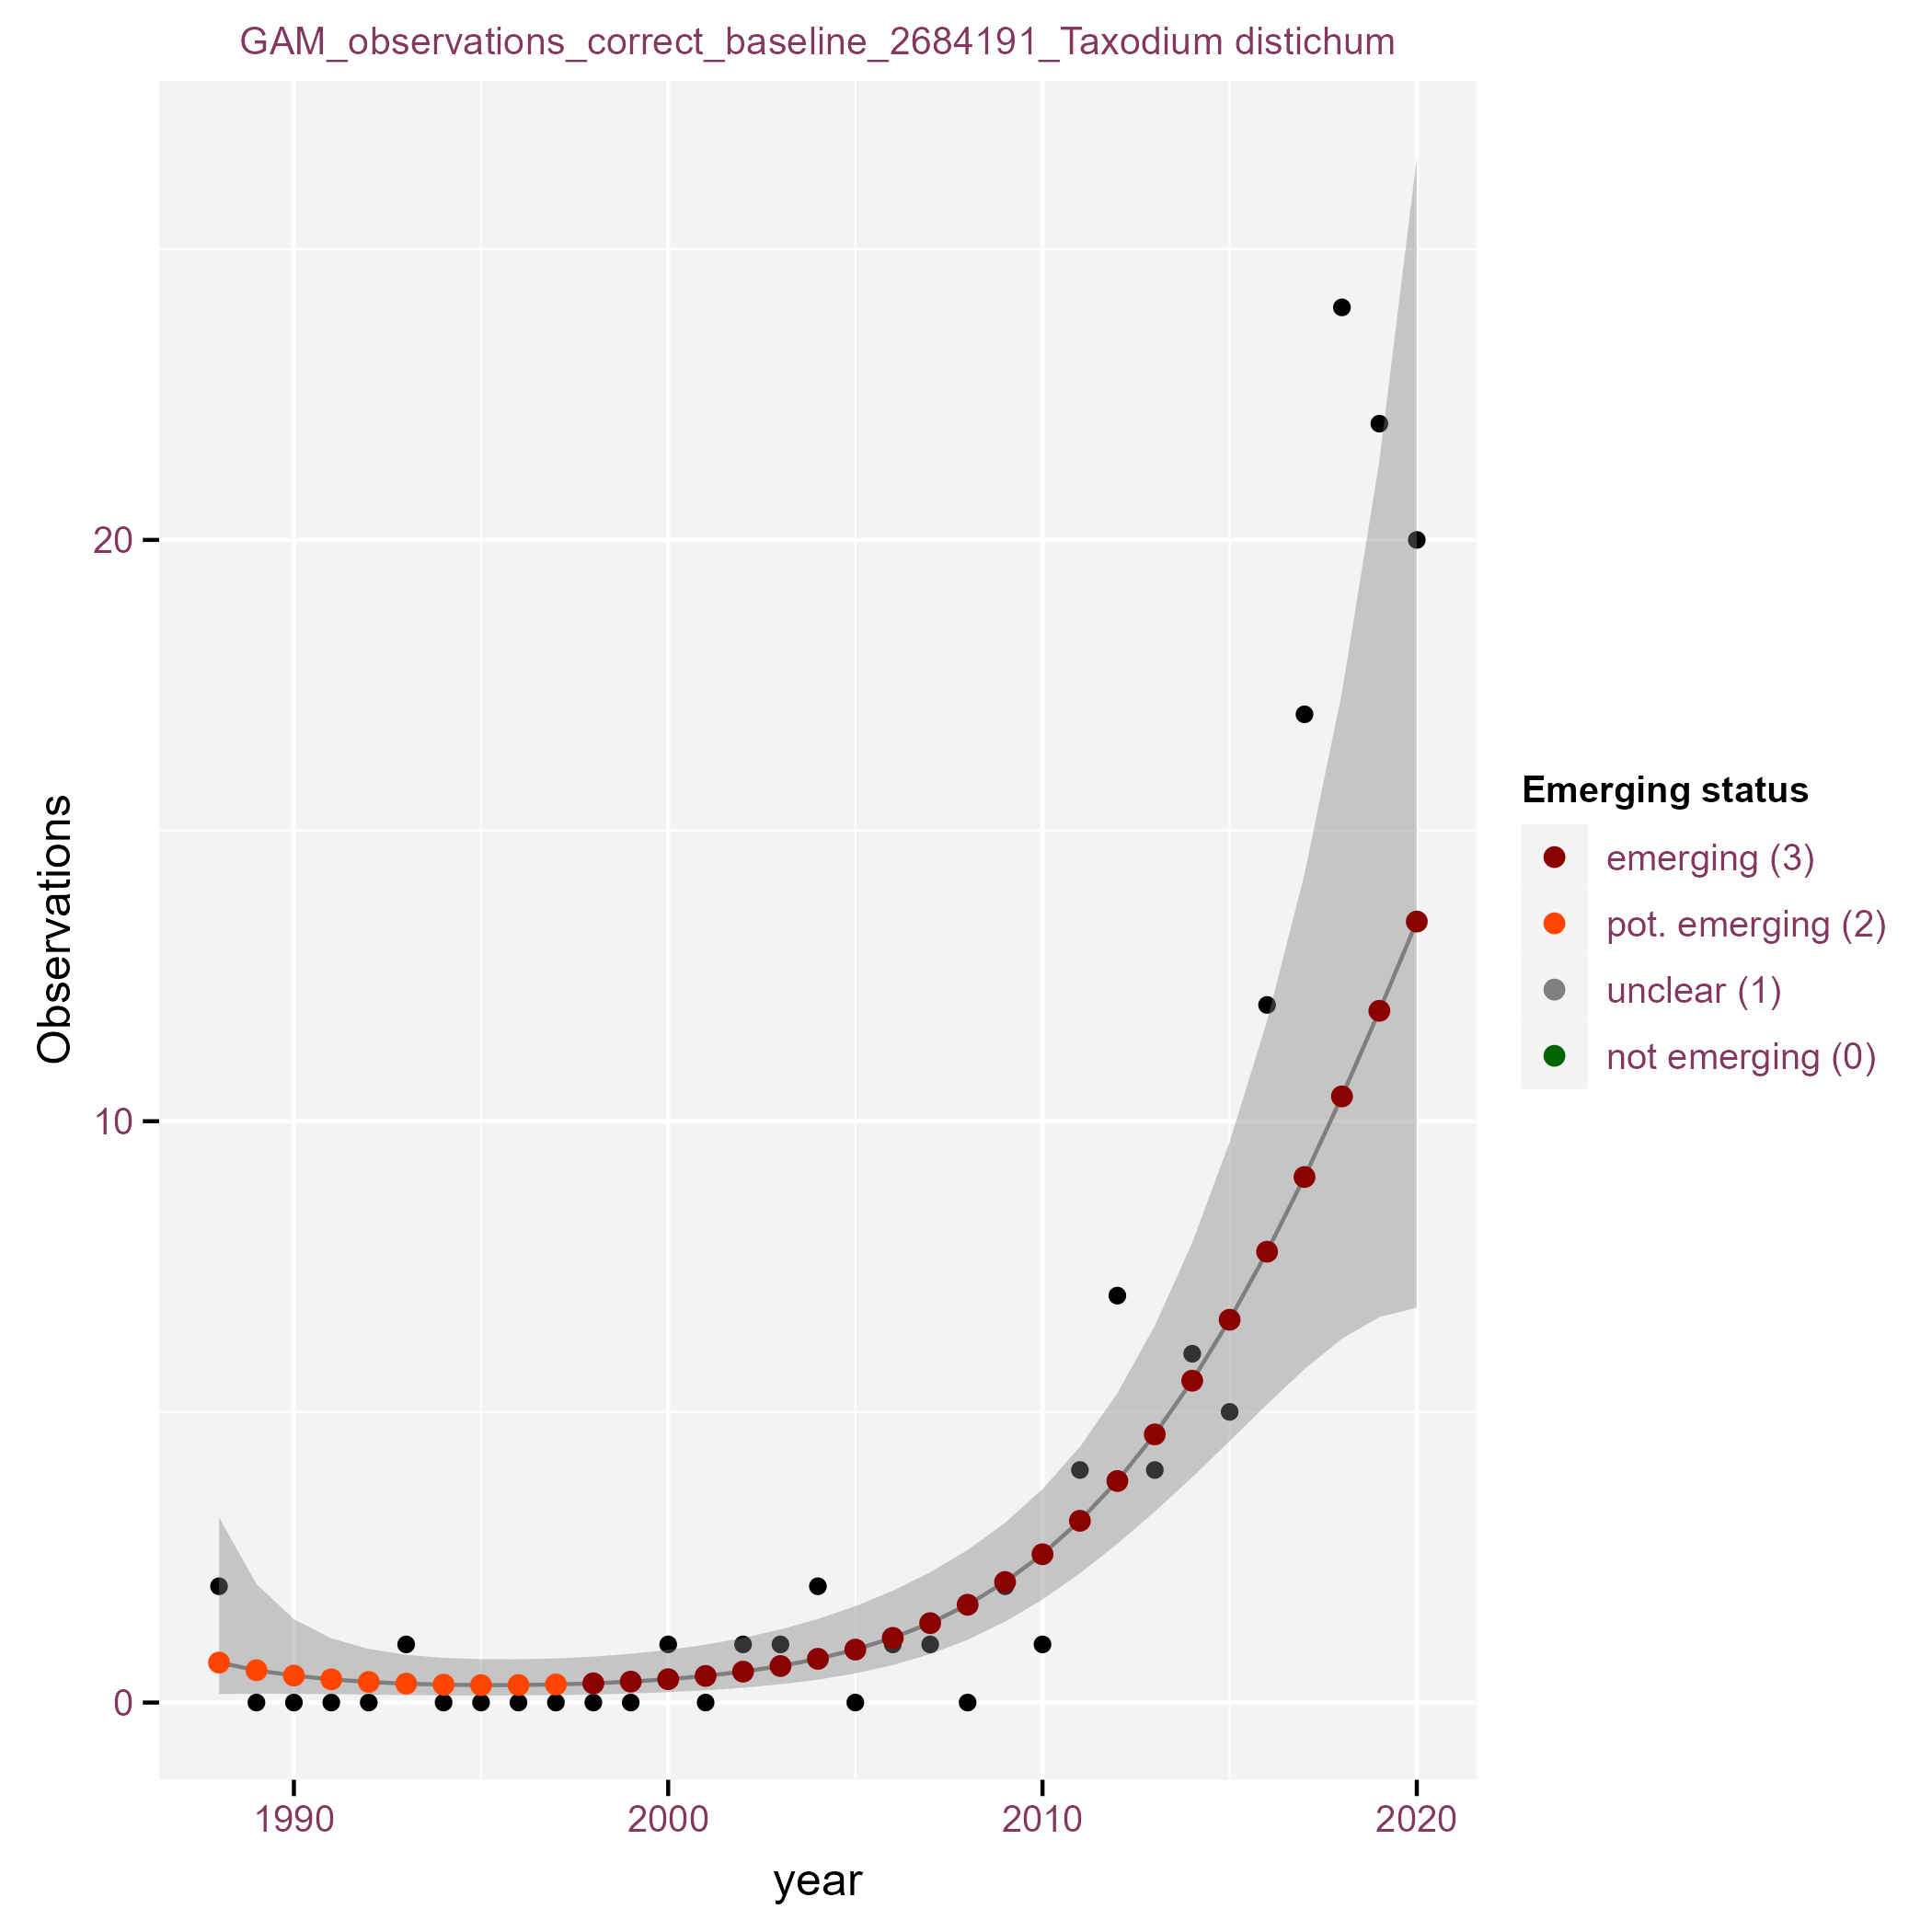 GAM_observations_correct_baseline_2684191_Taxodium distichum
Observations
20
10
0
1990
2000
2010
2020
year
Emerging status
emerging (3)
pot. emerging (2)
unclear (1)
not emerging (0)